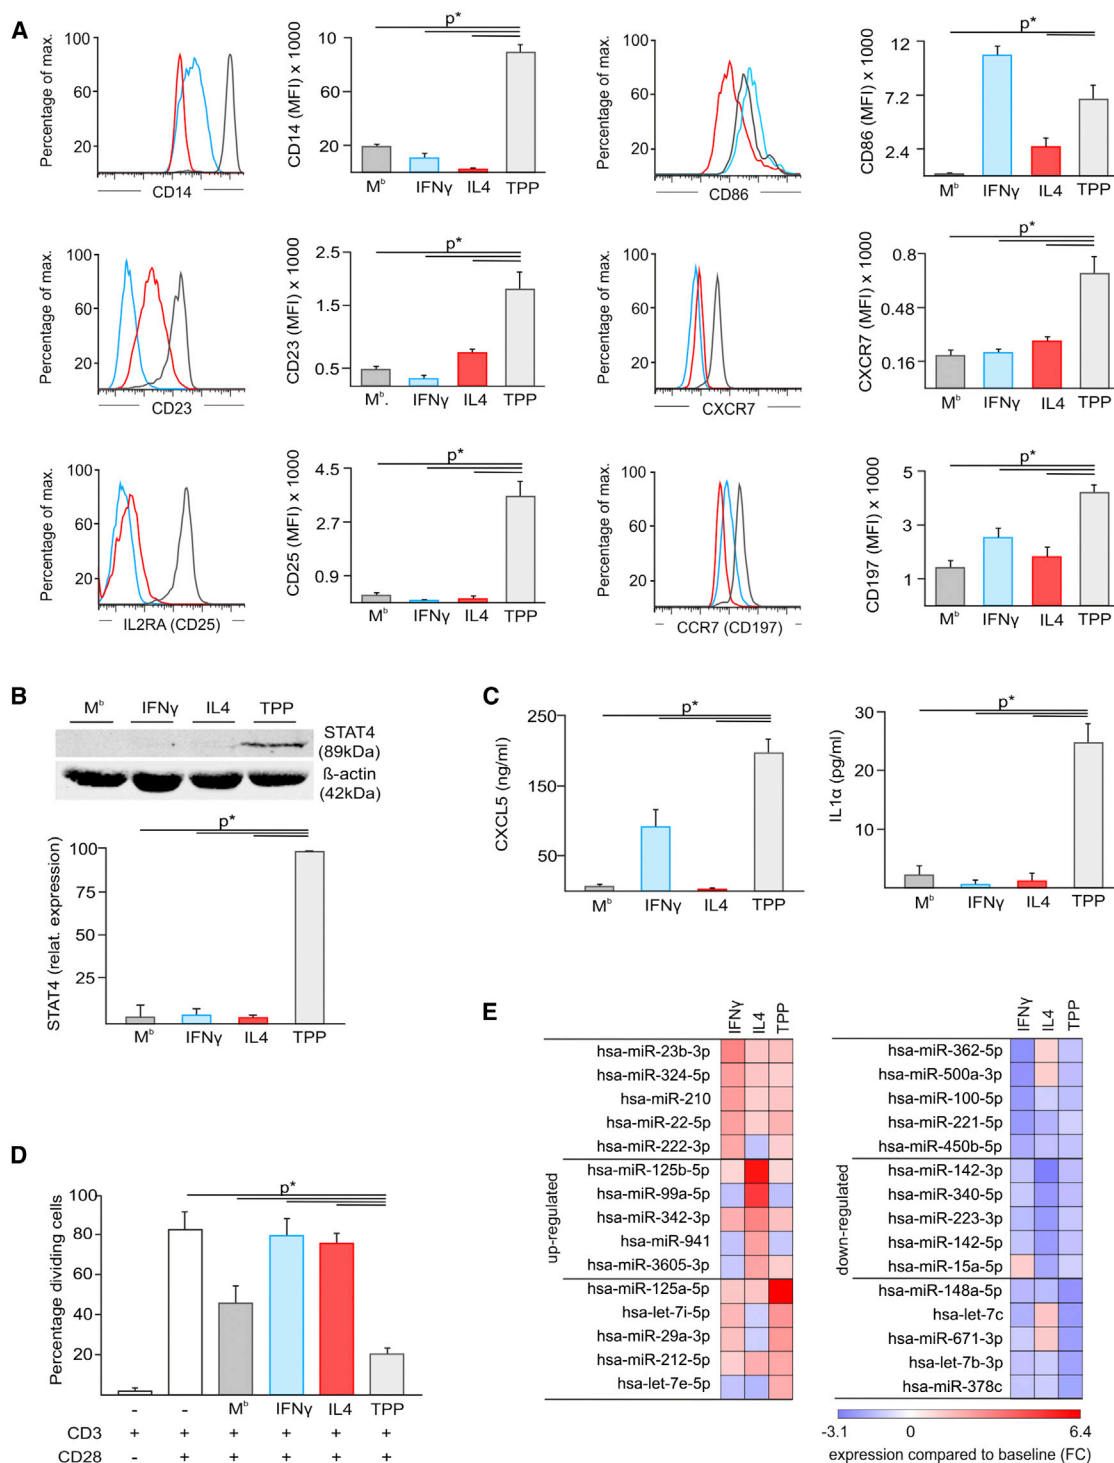 A
Percentage of max.
100
60
20
CD14
CD14 (MFI) x 1000
10
60
20
p*
Mᵇ IFNγ IL4 TPP
Percentage of max.
100
60
20
CD86
CD86 (MFI) x 1000
12
7.2
2.4
p*
Mᵇ IFNγ IL4 TPP
Percentage of max.
100
60
20
CD23
CD23 (MFI) x 1000
2.5
1.5
0.5
p*
Mᵇ. IFNγ IL4 TPP
Percentage of max.
100
60
20
CXCR7
CXCR7 (MFI) x 1000
0.8
0.48
0.16
p*
Mᵇ IFNγ IL4 TPP
Percentage of max.
100
60
20
IL2RA (CD25)
CD25 (MFI) x 1000
4.5
2.7
0.9
p*
Mᵇ IFNγ IL4 TPP
Percentage of max.
100
60
20
CCR7 (CD197)
CD197 (MFI) x 1000
5
3
1
p*
Mᵇ IFNγ IL4 TPP
B
Mᵇ IFNγ IL4 TPP
STAT4
(89kDa)
ß-actin
(42kDa)
STAT4 (relat. expression)
100
75
50
25
p*
Mᵇ IFNγ IL4 TPP
C
CXCL5 (ng/ml)
250
150
50
p*
Mᵇ IFNγ IL4 TPP
IL1α (pg/ml)
30
20
10
p*
Mᵇ IFNγ IL4 TPP
D
Percentage dividing cells
100
80
60
40
20
p*
- - Mᵇ IFNγ IL4 TPP
CD3 + + + + + +
CD28 - + + + + +
E
IFNγ IL4 TPP
up-regulated
hsa-miR-23b-3p
hsa-miR-324-5p
hsa-miR-210
hsa-miR-22-5p
hsa-miR-222-3p
hsa-miR-125b-5p
hsa-miR-99a-5p
hsa-miR-342-3p
hsa-miR-941
hsa-miR-3605-3p
hsa-miR-125a-5p
hsa-let-7i-5p
hsa-miR-29a-3p
hsa-miR-212-5p
hsa-let-7e-5p
IFNγ IL4 TPP
down-regulated
hsa-miR-362-5p
hsa-miR-500a-3p
hsa-miR-100-5p
hsa-miR-221-5p
hsa-miR-450b-5p
hsa-miR-142-3p
hsa-miR-340-5p
hsa-miR-223-3p
hsa-miR-142-5p
hsa-miR-15a-5p
hsa-miR-148a-5p
hsa-let-7c
hsa-miR-671-3p
hsa-let-7b-3p
hsa-miR-378c
-3.1 0 6.4
expression compared to baseline (FC)